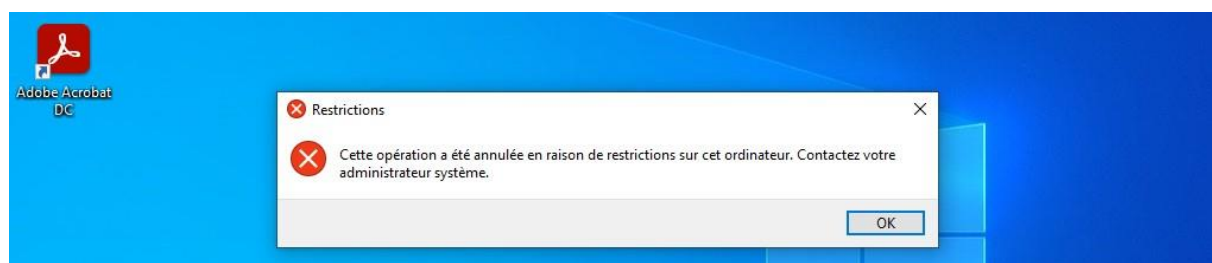 Adobe Acrobat
DC
Restrictions
Cette opération a été annulée en raison de restrictions sur cet ordinateur. Contactez votre
administrateur système.
OK